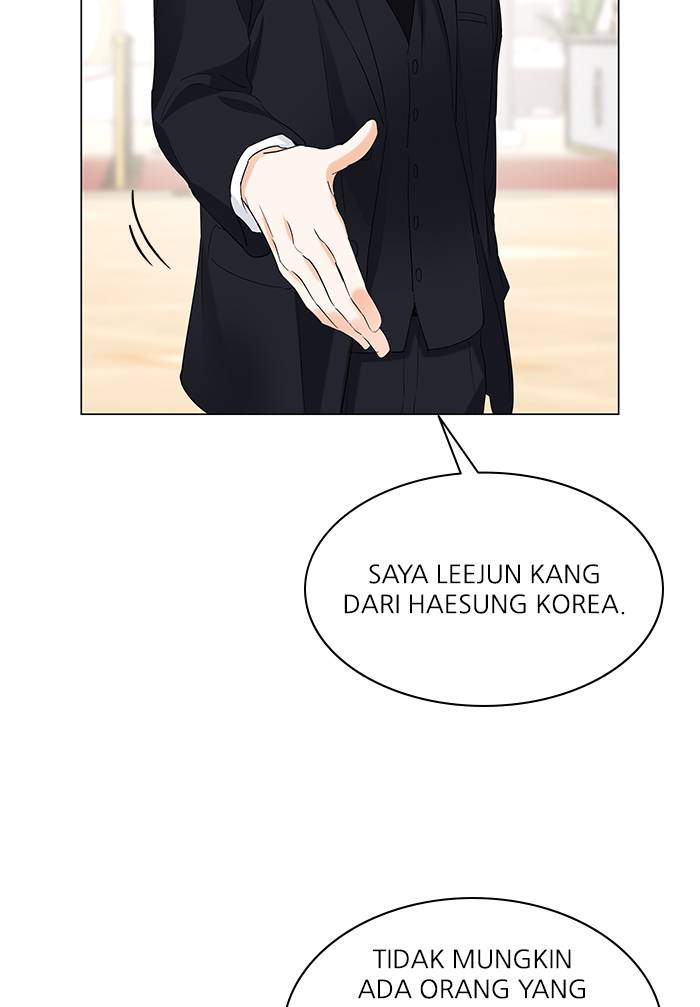 SAYA LEEJUN KANG
DARI HAESUNG KOREA.
TIDAK MUNGKIN
ADA ORANG YANG